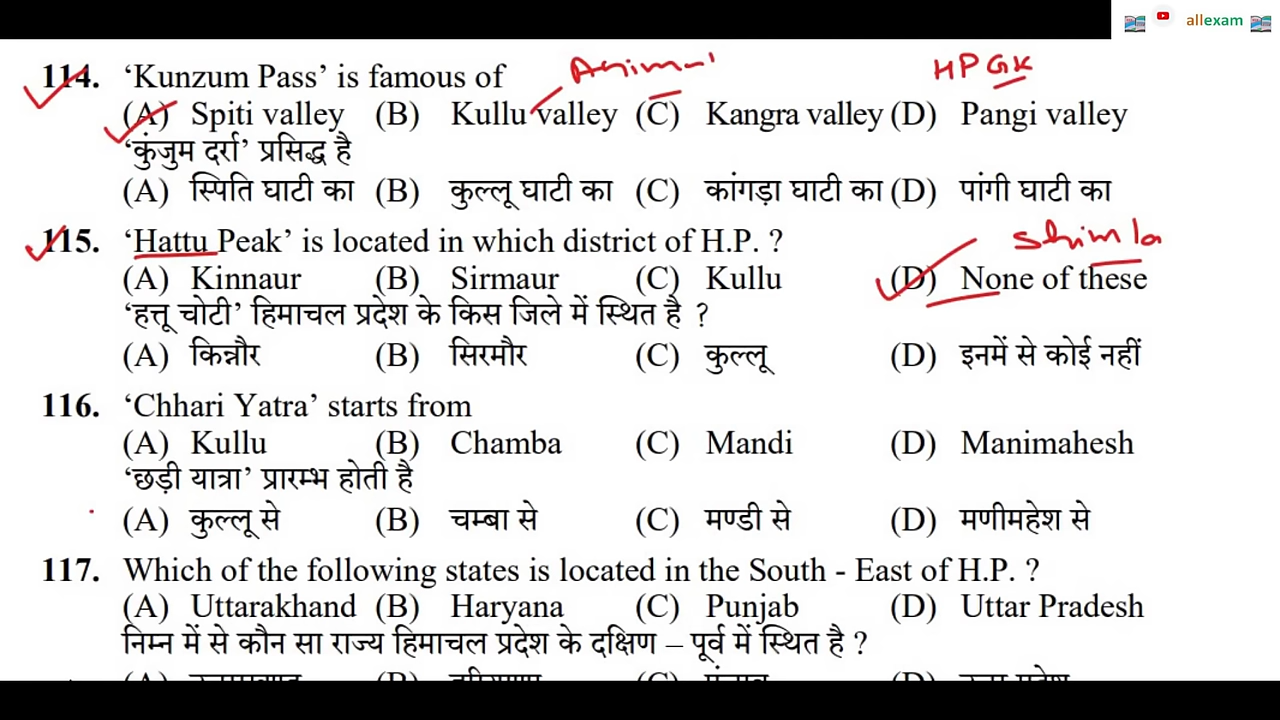 allexam
114. ‘Kunzum Pass’ is famous of
HP GK
(A) Spiti valley (B) Kullu valley (C) Kangra valley (D) Pangi valley
‘कुंजुम दर्रा’ प्रसिद्ध है
(A) स्पिति घाटी का (B) कुल्लू घाटी का (C) कांगड़ा घाटी का (D) पांगी घाटी का
115. ‘Hattu Peak’ is located in which district of H.P. ?
Shimla
(A) Kinnaur (B) Sirmaur (C) Kullu (D) None of these
‘हत्तू चोटी’ हिमाचल प्रदेश के किस जिले में स्थित है ?
(A) किन्नौर (B) सिरमौर (C) कुल्लू (D) इनमें से कोई नहीं
116. ‘Chhari Yatra’ starts from
(A) Kullu (B) Chamba (C) Mandi (D) Manimahesh
‘छड़ी यात्रा’ प्रारम्भ होती है
(A) कुल्लू से (B) चम्बा से (C) मण्डी से (D) मणीमहेश से
117. Which of the following states is located in the South - East of H.P. ?
(A) Uttarakhand (B) Haryana (C) Punjab (D) Uttar Pradesh
निम्न में से कौन सा राज्य हिमाचल प्रदेश के दक्षिण – पूर्व में स्थित है ?